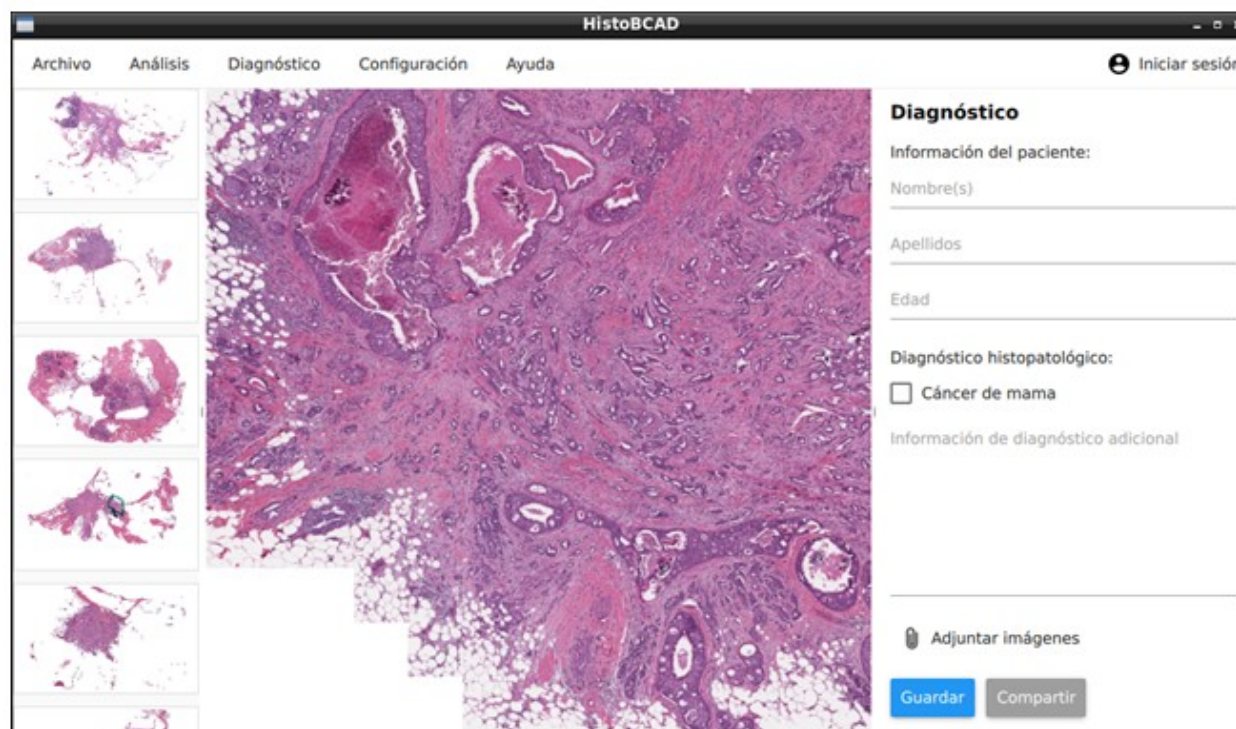 HistoBCAD
Archivo Análisis Diagnóstico Configuración Ayuda Iniciar sesión
Diagnóstico
Información del paciente:
Nombre(s)
Apellidos
Edad
Diagnóstico histopatológico:
Cáncer de mama
Información de diagnóstico adicional
Adjuntar imágenes
Guardar Compartir